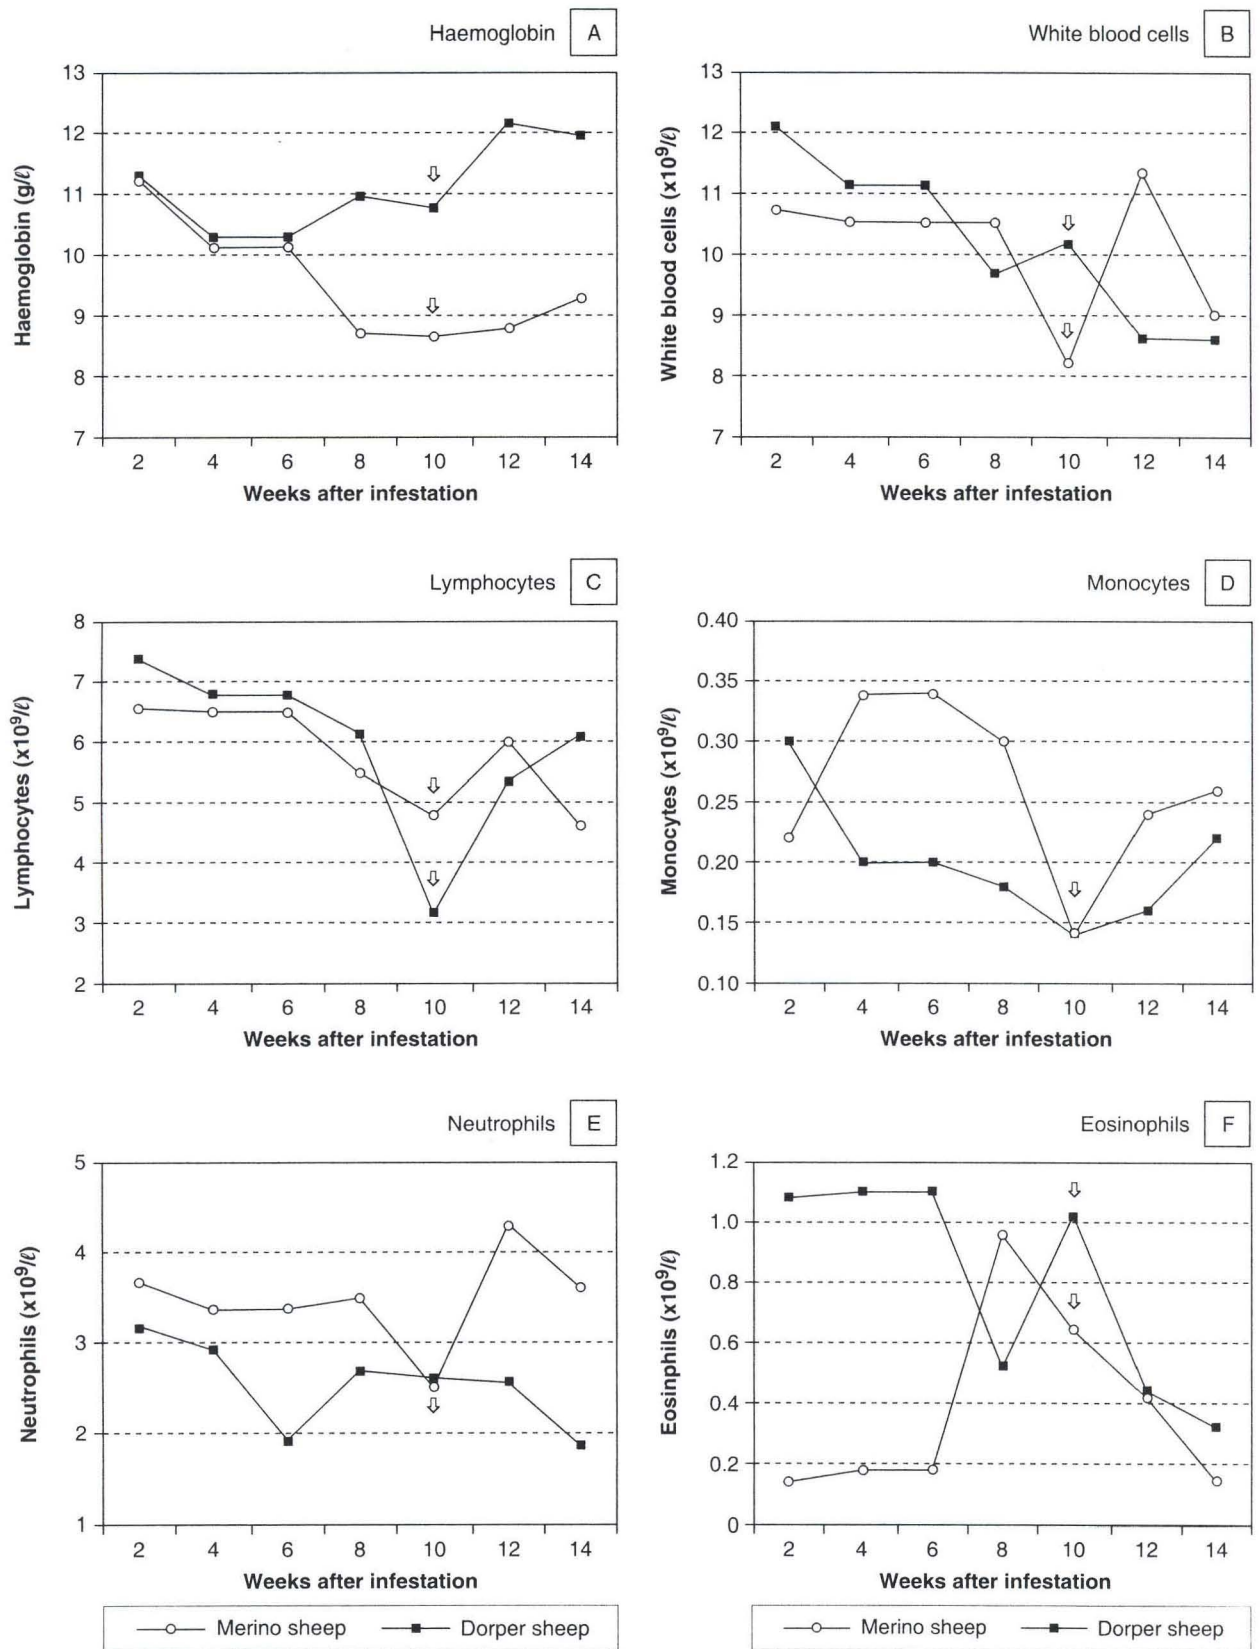 Haemoglobin A
13
12
11
10
9
8
7
Haemoglobin (g/ℓ)
2 4 6 8 10 12 14
Weeks after infestation
White blood cells B
13
12
11
10
9
8
7
White blood cells (x10⁹/ℓ)
2 4 6 8 10 12 14
Weeks after infestation
Lymphocytes C
8
7
6
5
4
3
2
Lymphocytes (x10⁹/ℓ)
2 4 6 8 10 12 14
Weeks after infestation
Monocytes D
0.40
0.35
0.30
0.25
0.20
0.15
0.10
Monocytes (x10⁹/ℓ)
2 4 6 8 10 12 14
Weeks after infestation
Neutrophils E
5
4
3
2
1
Neutrophils (x10⁹/ℓ)
2 4 6 8 10 12 14
Weeks after infestation
Merino sheep Dorper sheep
Eosinophils F
1.2
1.0
0.8
0.6
0.4
0.2
0
Eosinphils (x10⁹/ℓ)
2 4 6 8 10 12 14
Weeks after infestation
Merino sheep Dorper sheep